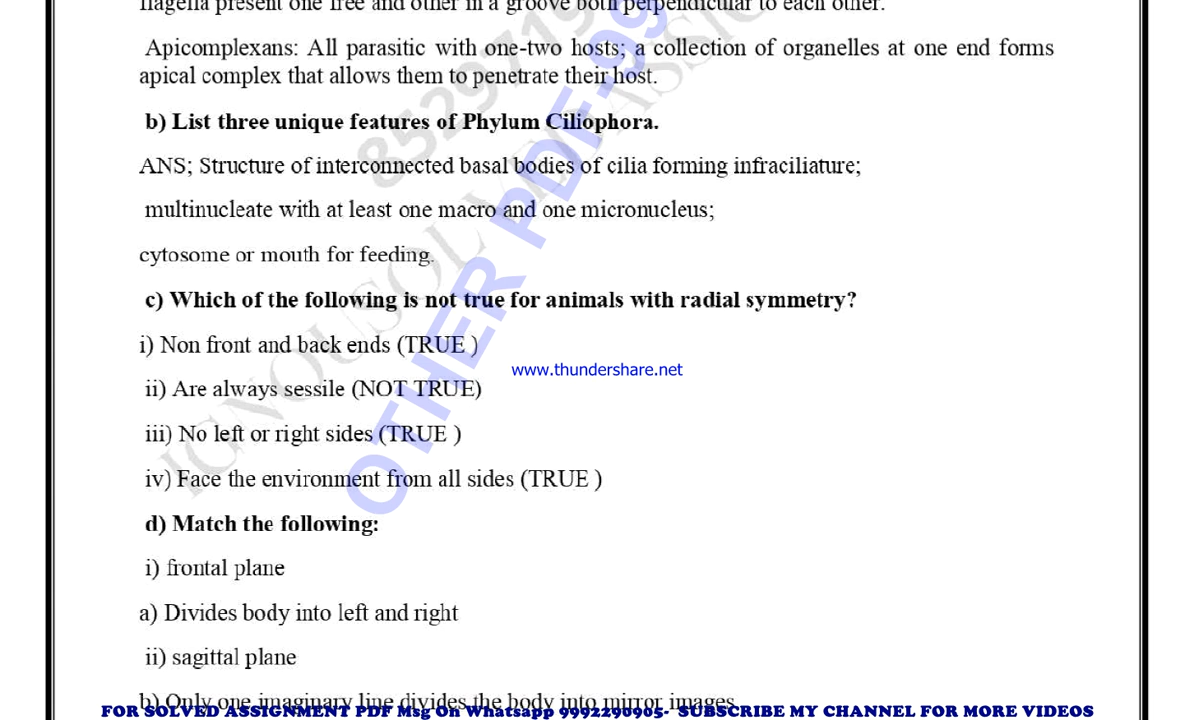 flagella present one free and other in a groove both perpendicular to each other.
Apicomplexans: All parasitic with one-two hosts; a collection of organelles at one end forms
apical complex that allows them to penetrate their host.
b) List three unique features of Phylum Ciliophora.
ANS; Structure of interconnected basal bodies of cilia forming infraciliature;
multinucleate with at least one macro and one micronucleus;
cytosome or mouth for feeding.
c) Which of the following is not true for animals with radial symmetry?
i) Non front and back ends (TRUE )
www.thundershare.net
ii) Are always sessile (NOT TRUE)
iii) No left or right sides (TRUE )
iv) Face the environment from all sides (TRUE )
d) Match the following:
i) frontal plane
a) Divides body into left and right
ii) sagittal plane
b) Only one imaginary line divides the body into mirror images
FOR SOLVED ASSIGNMENT PDF Msg On Whatsapp 9992290905- SUBSCRIBE MY CHANNEL FOR MORE VIDEOS
OTHER PDF-99
8529719